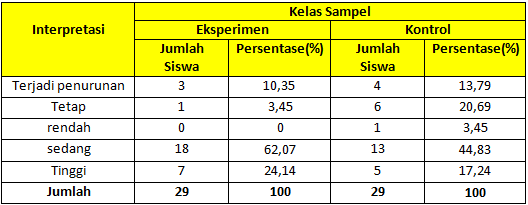 Interpretasi Kelas Sampel
Eksperimen Kontrol
Jumlah Siswa Persentase(%) Jumlah Siswa Persentase(%)
Terjadi penurunan 3 10,35 4 13,79
Tetap 1 3,45 6 20,69
rendah 0 0 1 3,45
sedang 18 62,07 13 44,83
Tinggi 7 24,14 5 17,24
Jumlah 29 100 29 100